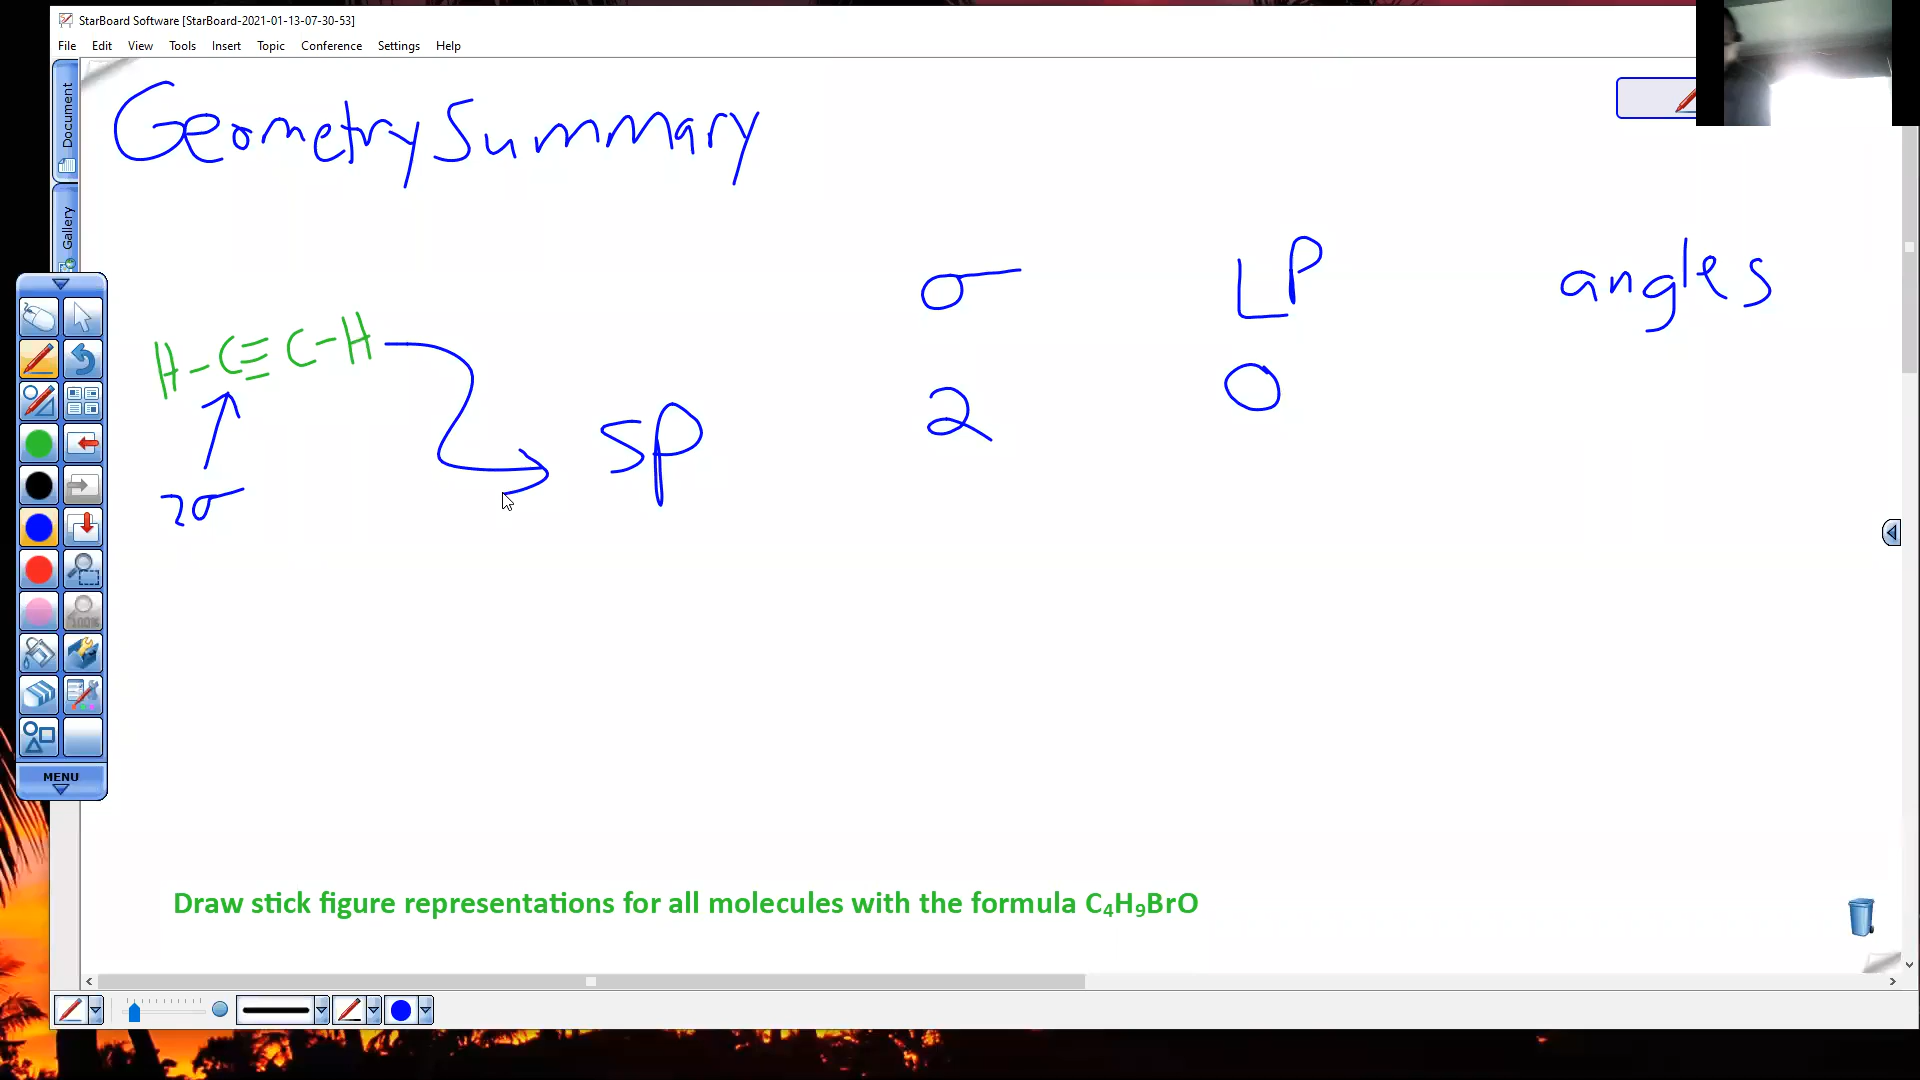 StarBoard Software [StarBoard-2021-01-13-07-30-53]
File Edit View Tools Insert Topic Conference Settings Help
Document
Gallery
Geometry Summary
σ LP angles
H-C≡C-H
2 0
sp
2σ
100%
MENU
Draw stick figure representations for all molecules with the formula C₄H₉BrO